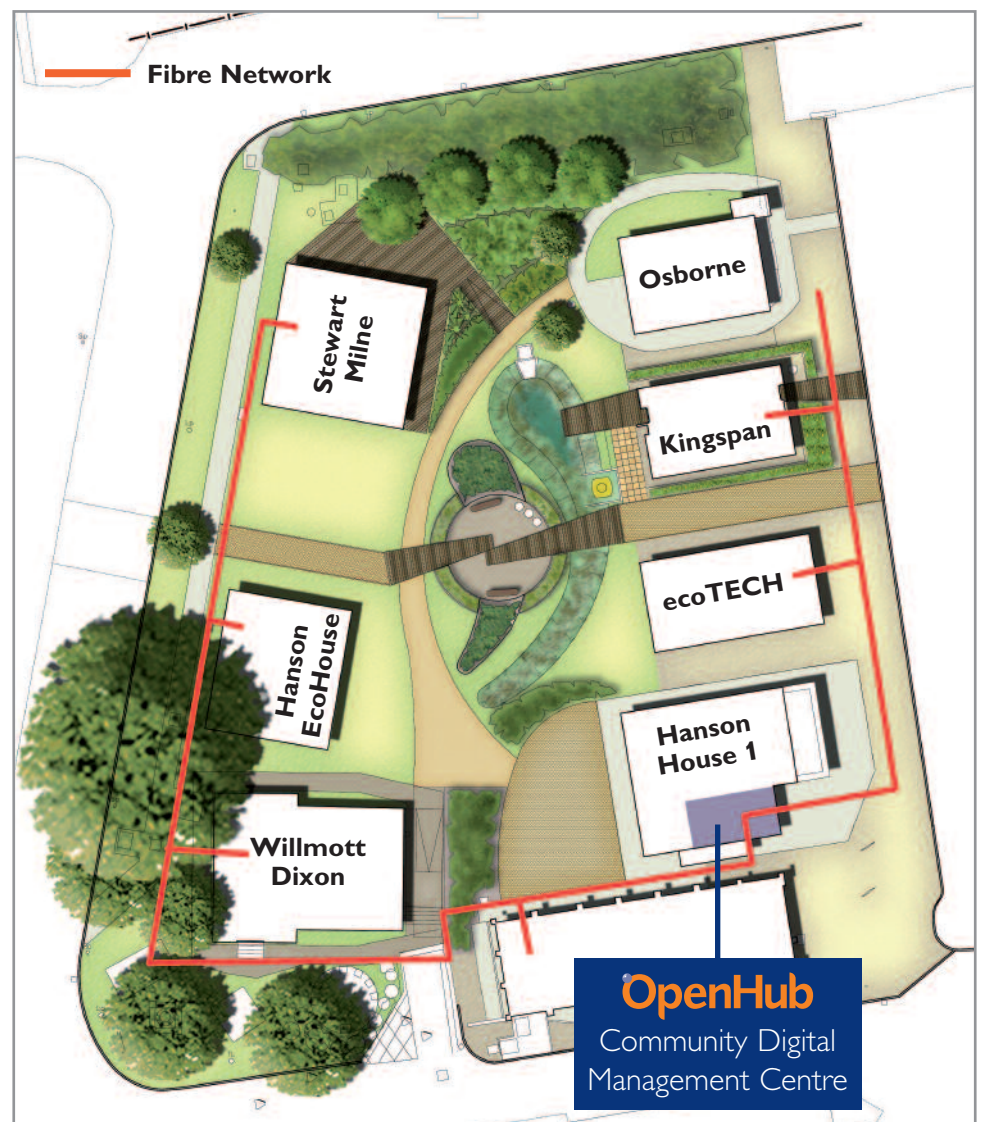 Fibre Network
Osborne
Stewart
Milne
Kingspan
ecoTECH
Hanson
EcoHouse
Hanson
House 1
Willmott
Dixon
OpenHub
Community Digital
Management Centre